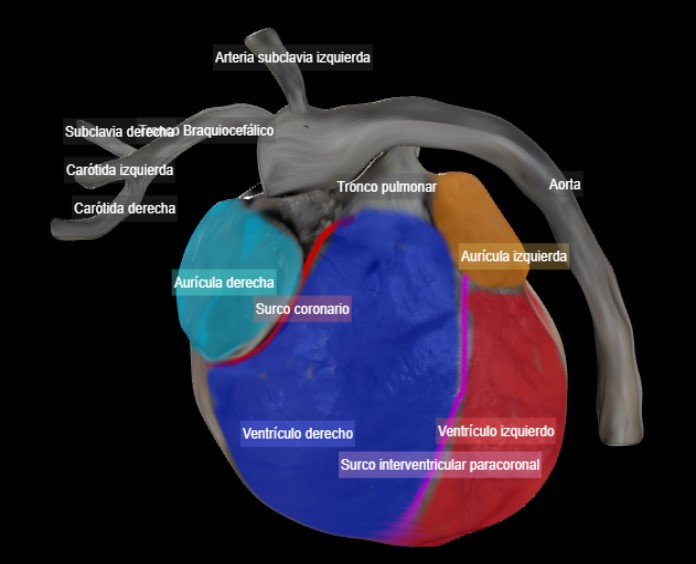 Arteria subclavia izquierda
Subclavia derecha
Tronco Braquiocefálico
Carótida izquierda
Tronco pulmonar
Aorta
Carótida derecha
Aurícula izquierda
Aurícula derecha
Surco coronario
Ventrículo derecho
Ventrículo izquierdo
Surco interventricular paracoronal